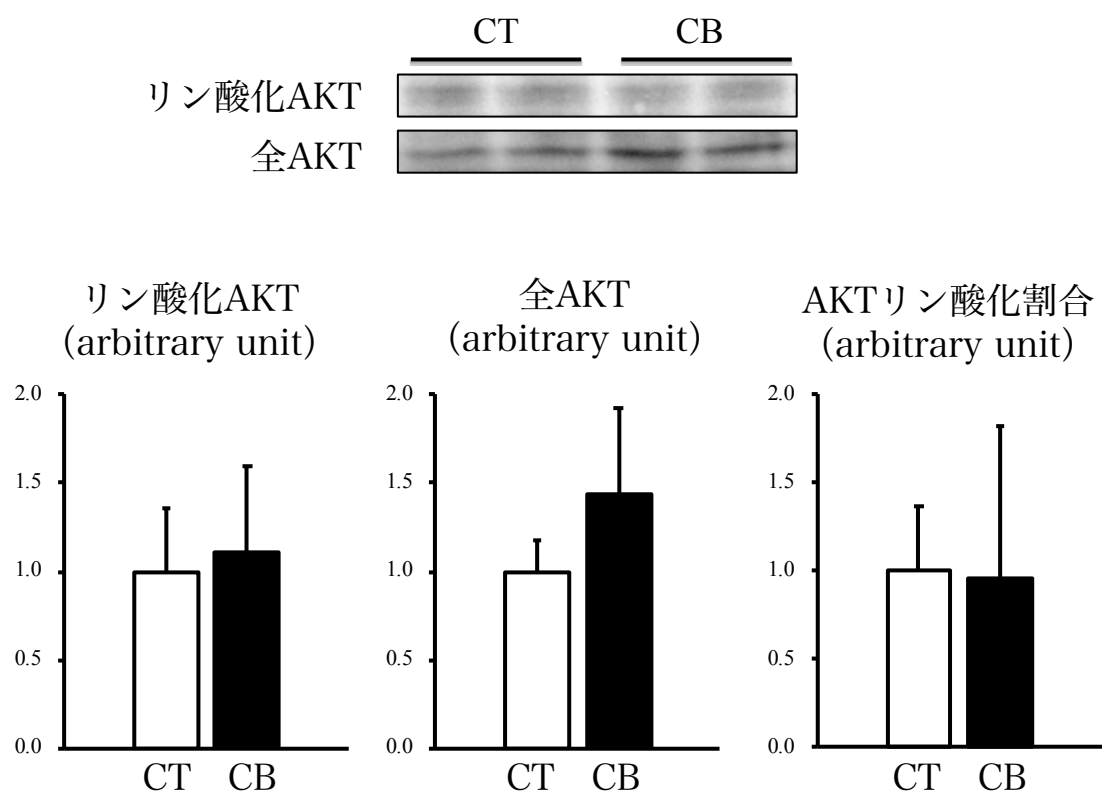 CT CB
リン酸化AKT
全AKT
リン酸化AKT
(arbitrary unit)
2.0
1.5
1.0
0.5
0.0
CT CB
全AKT
(arbitrary unit)
2.0
1.5
1.0
0.5
0.0
CT CB
AKTリン酸化割合
(arbitrary unit)
2.0
1.5
1.0
0.5
0.0
CT CB